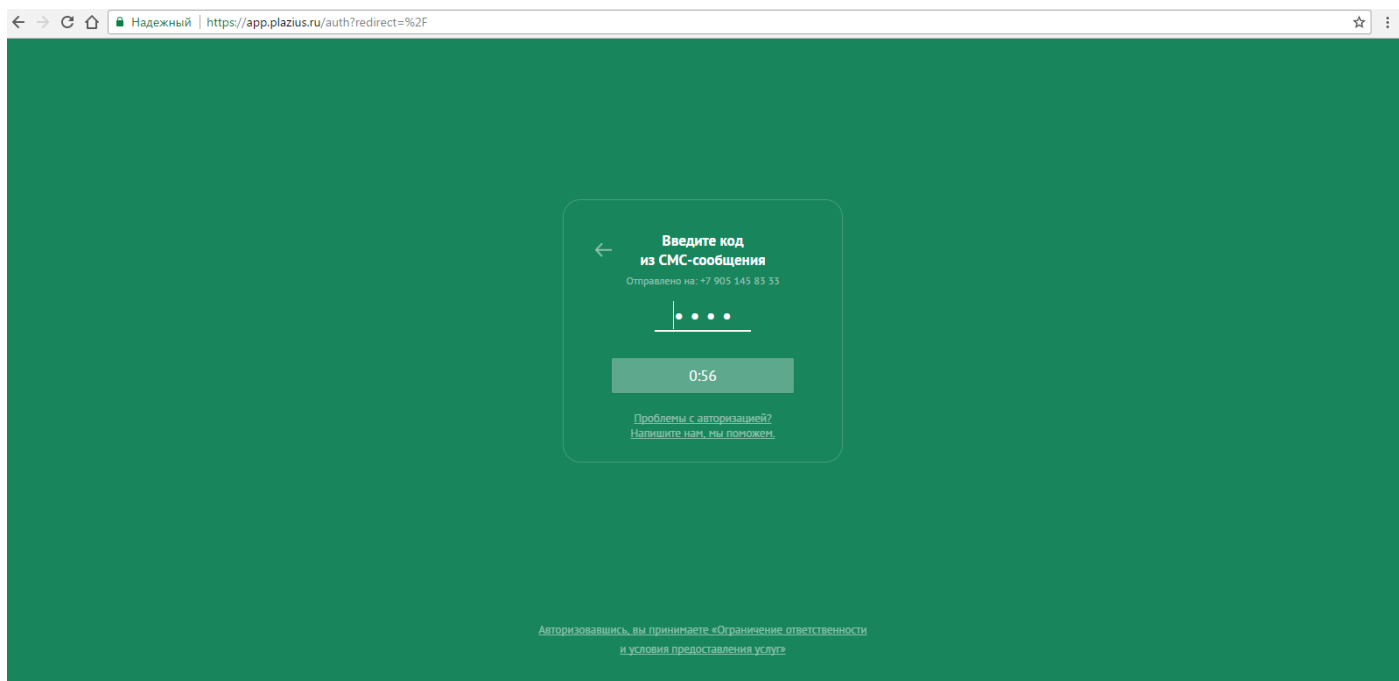 Надежный | https://app.plazius.ru/auth?redirect=%2F
Введите код
из СМС-сообщения
Отправлено на: +7 905 145 83 33
0:56
Проблемы с авторизацией?
Напишите нам, мы поможем.
Авторизовавшись, вы принимаете «Ограничение ответственности
и условия предоставления услуг»